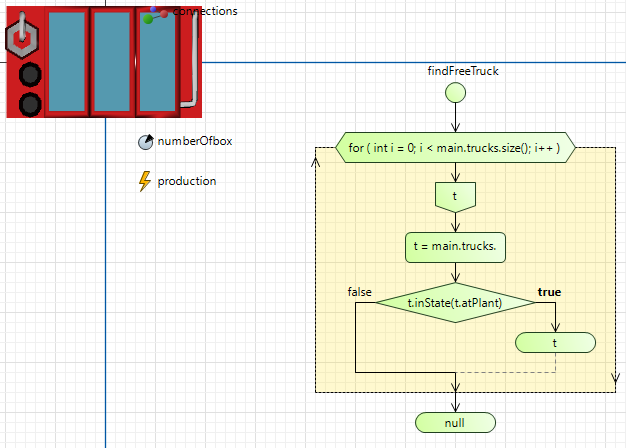 connections
numberOfbox
production
findFreeTruck
for ( int i = 0; i < main.trucks.size(); i++ )
t
t = main.trucks.
false
t.inState(t.atPlant)
true
t
null